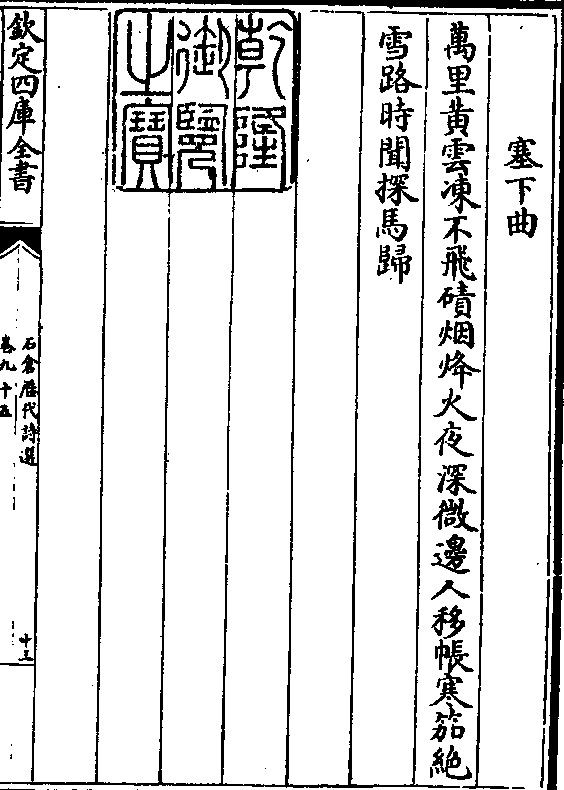 塞下曲
萬里黄雲凍不飛磧烟烽火夜深微邊人移帳寒笳絶
雪路時聞探馬歸
乾隆
御覽
之寶
欽定四庫全書
石倉歷代詩選
卷九十五
十三